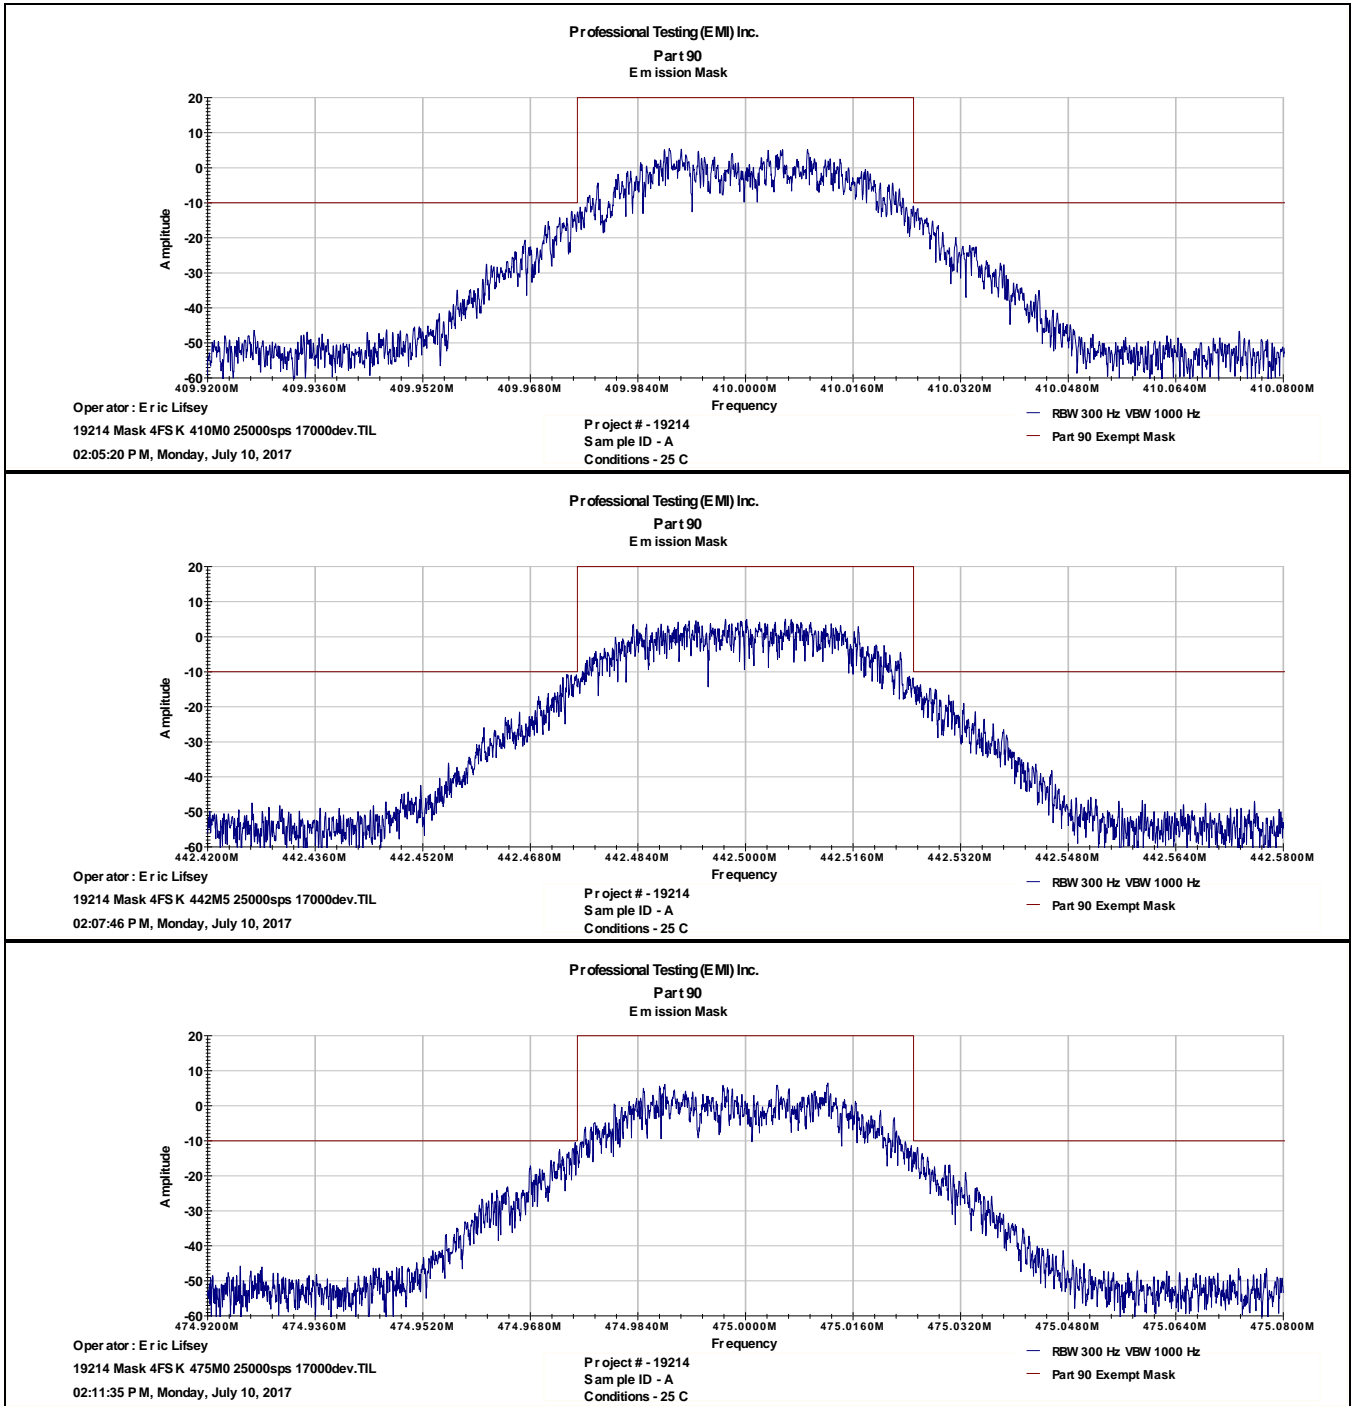 Professional Testing (EMI) Inc.
Part 90
Emission Mask
20
10
0
-10
-20
-30
-40
-50
-60
Amplitude
409.9200M 409.9360M 409.9520M 409.9680M 409.9840M 410.0000M 410.0160M 410.0320M 410.0480M 410.0640M 410.0800M
Frequency
Operator: Eric Lifsey
19214 Mask 4FSK 410M0 25000sps 17000dev.TIL
02:05:20 PM, Monday, July 10, 2017
Project # - 19214
Sample ID - A
Conditions - 25 C
RBW 300 Hz VBW 1000 Hz
Part 90 Exempt Mask
Professional Testing (EMI) Inc.
Part 90
Emission Mask
20
10
0
-10
-20
-30
-40
-50
-60
Amplitude
442.4200M 442.4360M 442.4520M 442.4680M 442.4840M 442.5000M 442.5160M 442.5320M 442.5480M 442.5640M 442.5800M
Frequency
Operator: Eric Lifsey
19214 Mask 4FSK 442M5 25000sps 17000dev.TIL
02:07:46 PM, Monday, July 10, 2017
Project # - 19214
Sample ID - A
Conditions - 25 C
RBW 300 Hz VBW 1000 Hz
Part 90 Exempt Mask
Professional Testing (EMI) Inc.
Part 90
Emission Mask
20
10
0
-10
-20
-30
-40
-50
-60
Amplitude
474.9200M 474.9360M 474.9520M 474.9680M 474.9840M 475.0000M 475.0160M 475.0320M 475.0480M 475.0640M 475.0800M
Frequency
Operator: Eric Lifsey
19214 Mask 4FSK 475M0 25000sps 17000dev.TIL
02:11:35 PM, Monday, July 10, 2017
Project # - 19214
Sample ID - A
Conditions - 25 C
RBW 300 Hz VBW 1000 Hz
Part 90 Exempt Mask